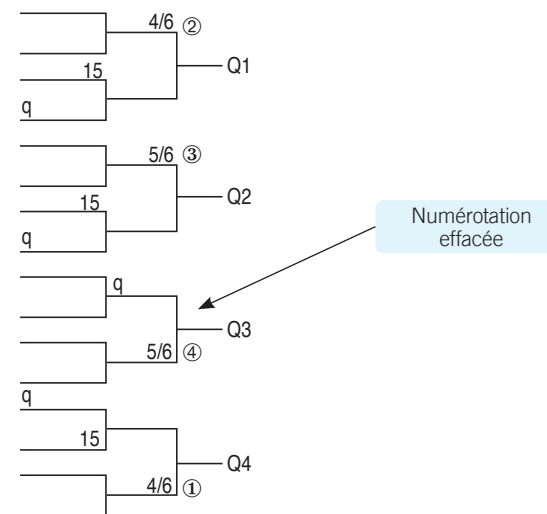 4/6 ②
Q1
15
q
5/6 ③
Q2
15
q
Numérotation
effacée
q
Q3
5/6 ④
q
15
Q4
4/6 ①